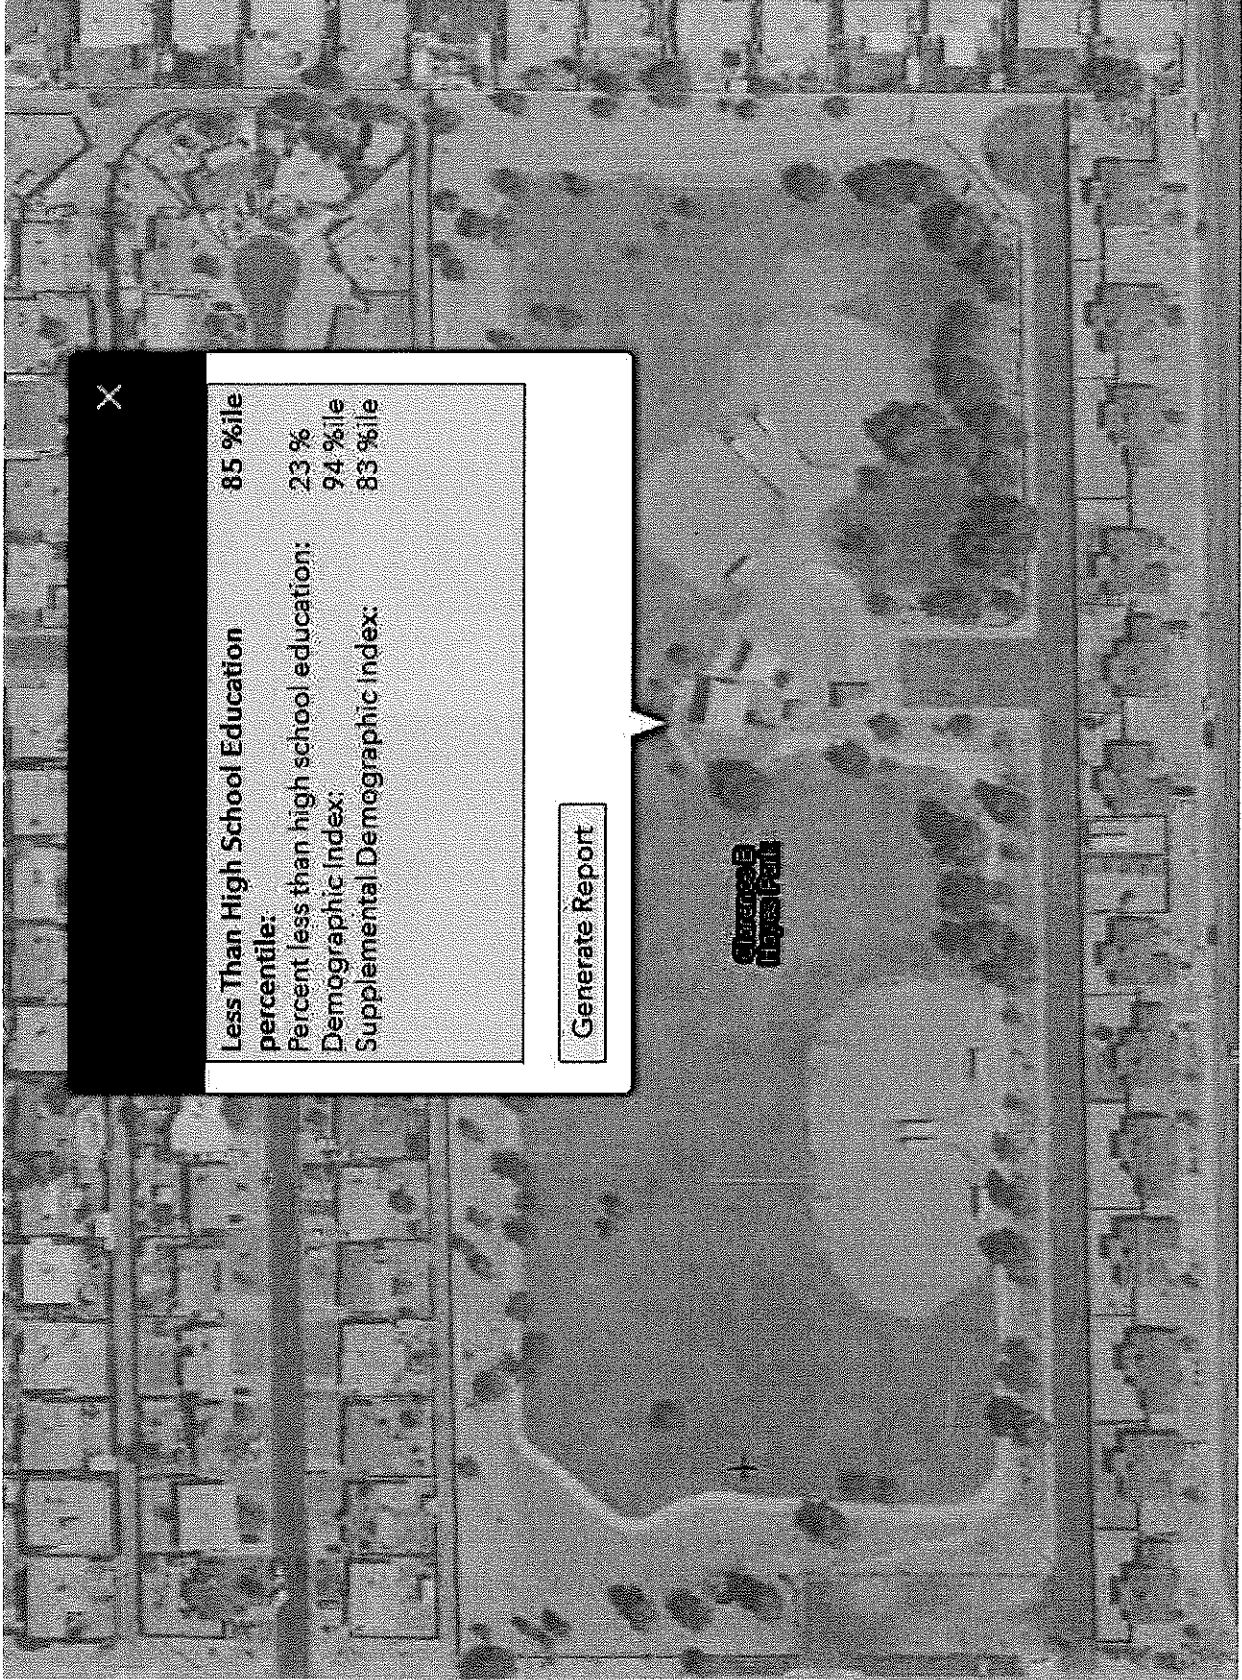 Less Than High School Education 85 %ile
percentile:
Percent less than high school education: 23 %
Demographic Index: 94 %ile
Supplemental Demographic Index: 83 %ile
Generate Report
Park